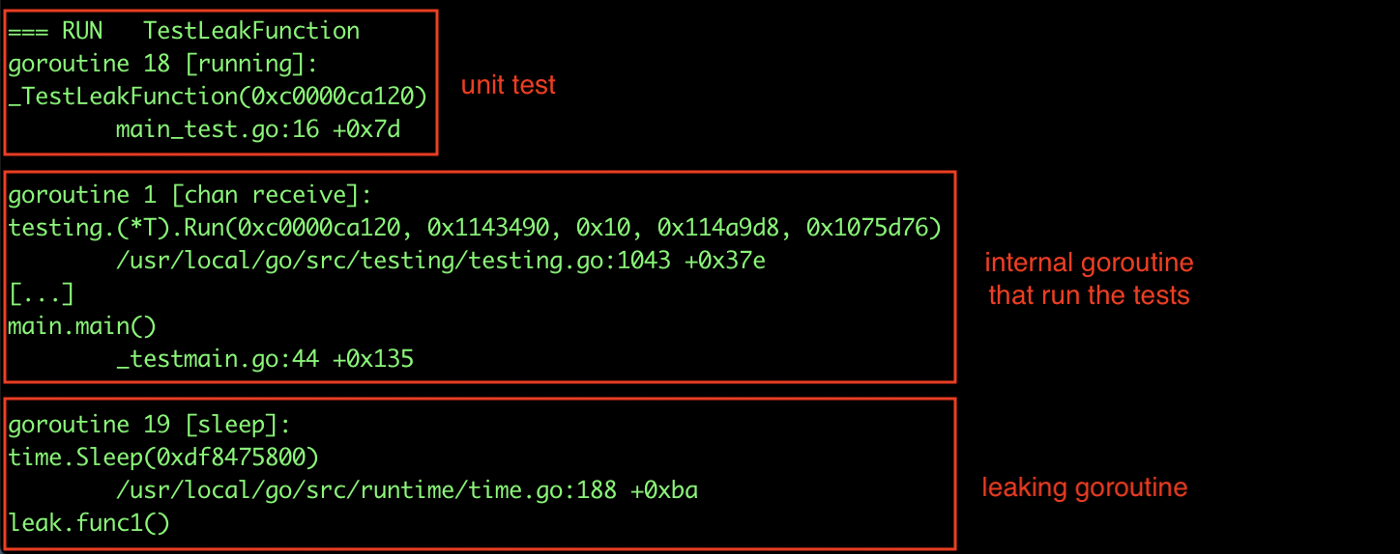 === RUN   TestLeakFunction
goroutine 18 [running]:
_TestLeakFunction(0xc0000ca120)
        main_test.go:16 +0x7d
unit test
goroutine 1 [chan receive]:
testing.(*T).Run(0xc0000ca120, 0x1143490, 0x10, 0x114a9d8, 0x1075d76)
        /usr/local/go/src/testing/testing.go:1043 +0x37e
[...]
main.main()
        _testmain.go:44 +0x135
internal goroutine
that run the tests
goroutine 19 [sleep]:
time.Sleep(0xdf8475800)
        /usr/local/go/src/runtime/time.go:188 +0xba
leak.func1()
leaking goroutine